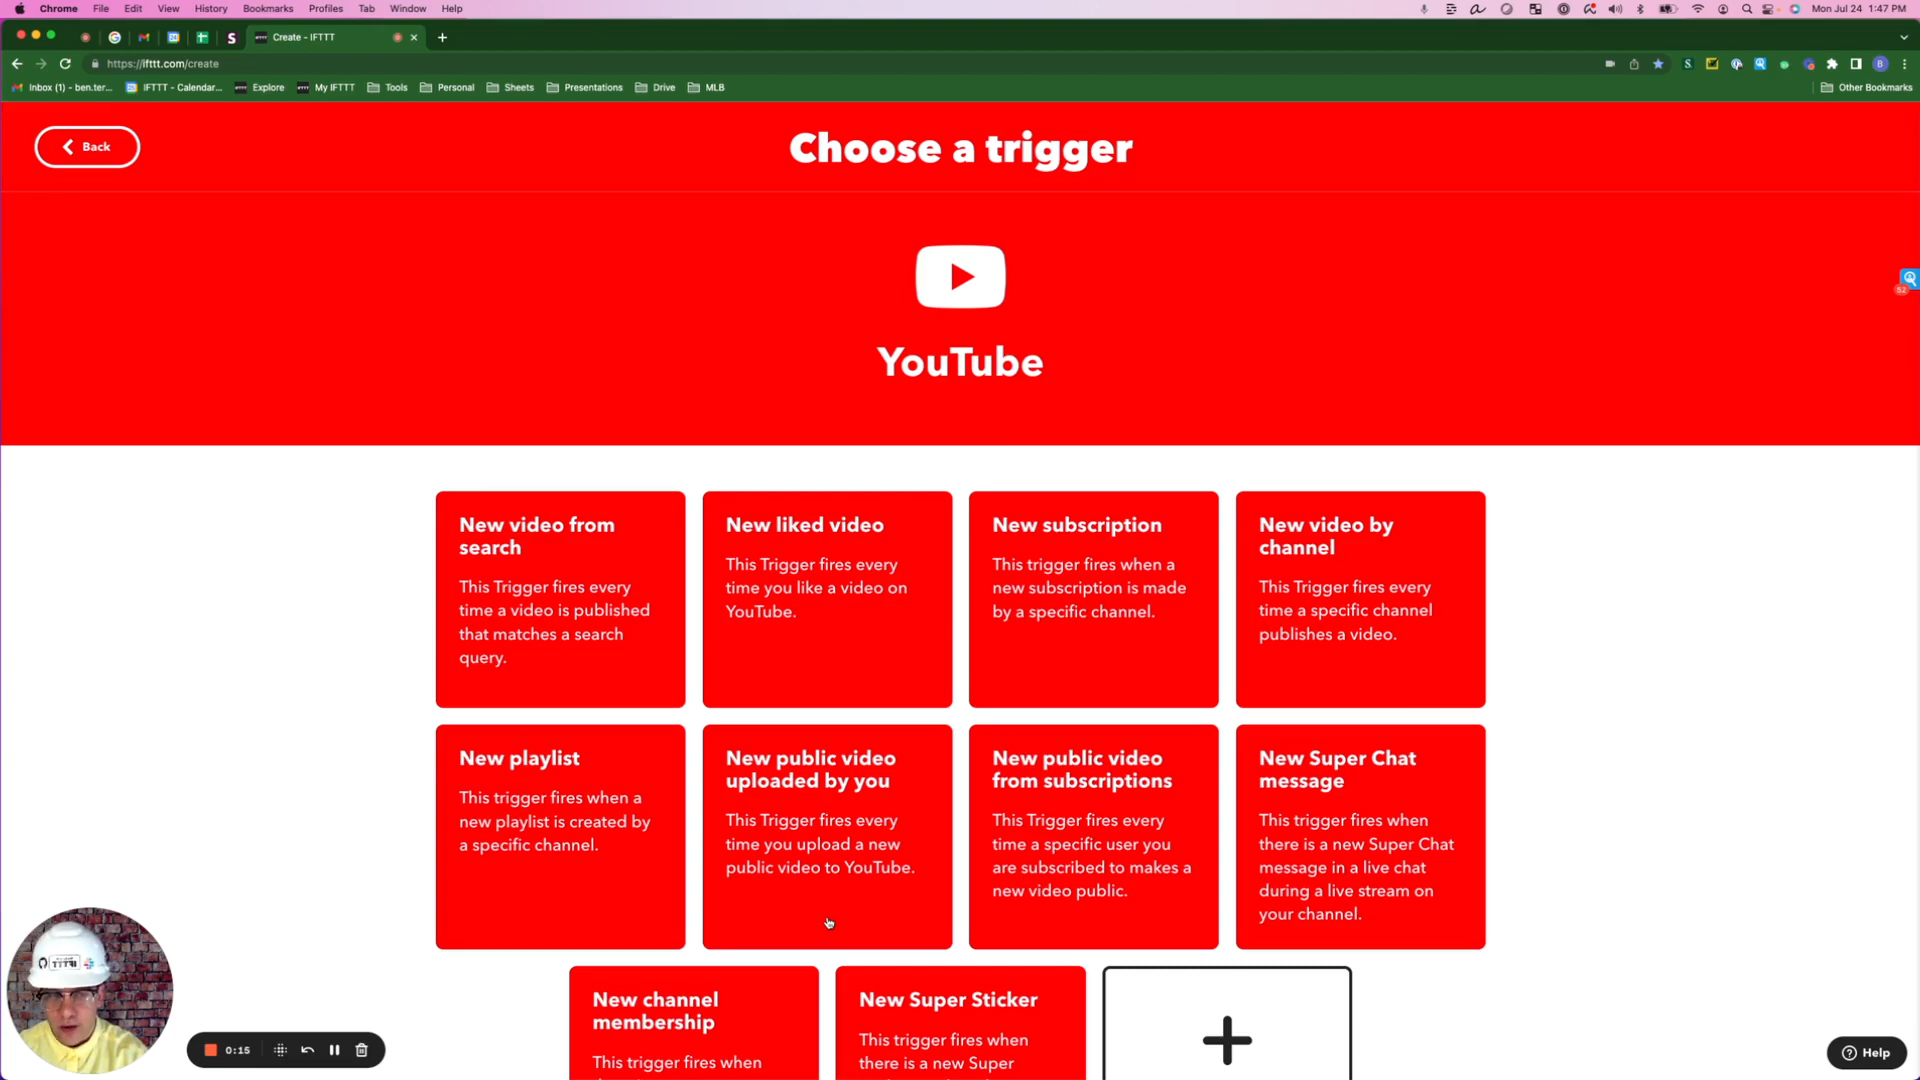 Chrome File Edit View History Bookmarks Profiles Tab Window Help
Mon Jul 24 1:47 PM
Create - IFTTT
https://ifttt.com/create
Inbox (1) - ben.ter... IFTTT - Calendar... Explore My IFTTT Tools Personal Sheets Presentations Drive MLB Other Bookmarks
Back
Choose a trigger
YouTube
52
New video from
search
This Trigger fires every
time a video is published
that matches a search
query.
New liked video
This Trigger fires every
time you like a video on
YouTube.
New subscription
This trigger fires when a
new subscription is made
by a specific channel.
New video by
channel
This Trigger fires every
time a specific channel
publishes a video.
New playlist
This trigger fires when a
new playlist is created by
a specific channel.
New public video
uploaded by you
This Trigger fires every
time you upload a new
public video to YouTube.
New public video
from subscriptions
This Trigger fires every
time a specific user you
are subscribed to makes a
new video public.
New Super Chat
message
This trigger fires when
there is a new Super Chat
message in a live chat
during a live stream on
your channel.
New channel
membership
This trigger fires when
New Super Sticker
This trigger fires when
there is a new Super
0:15
Help